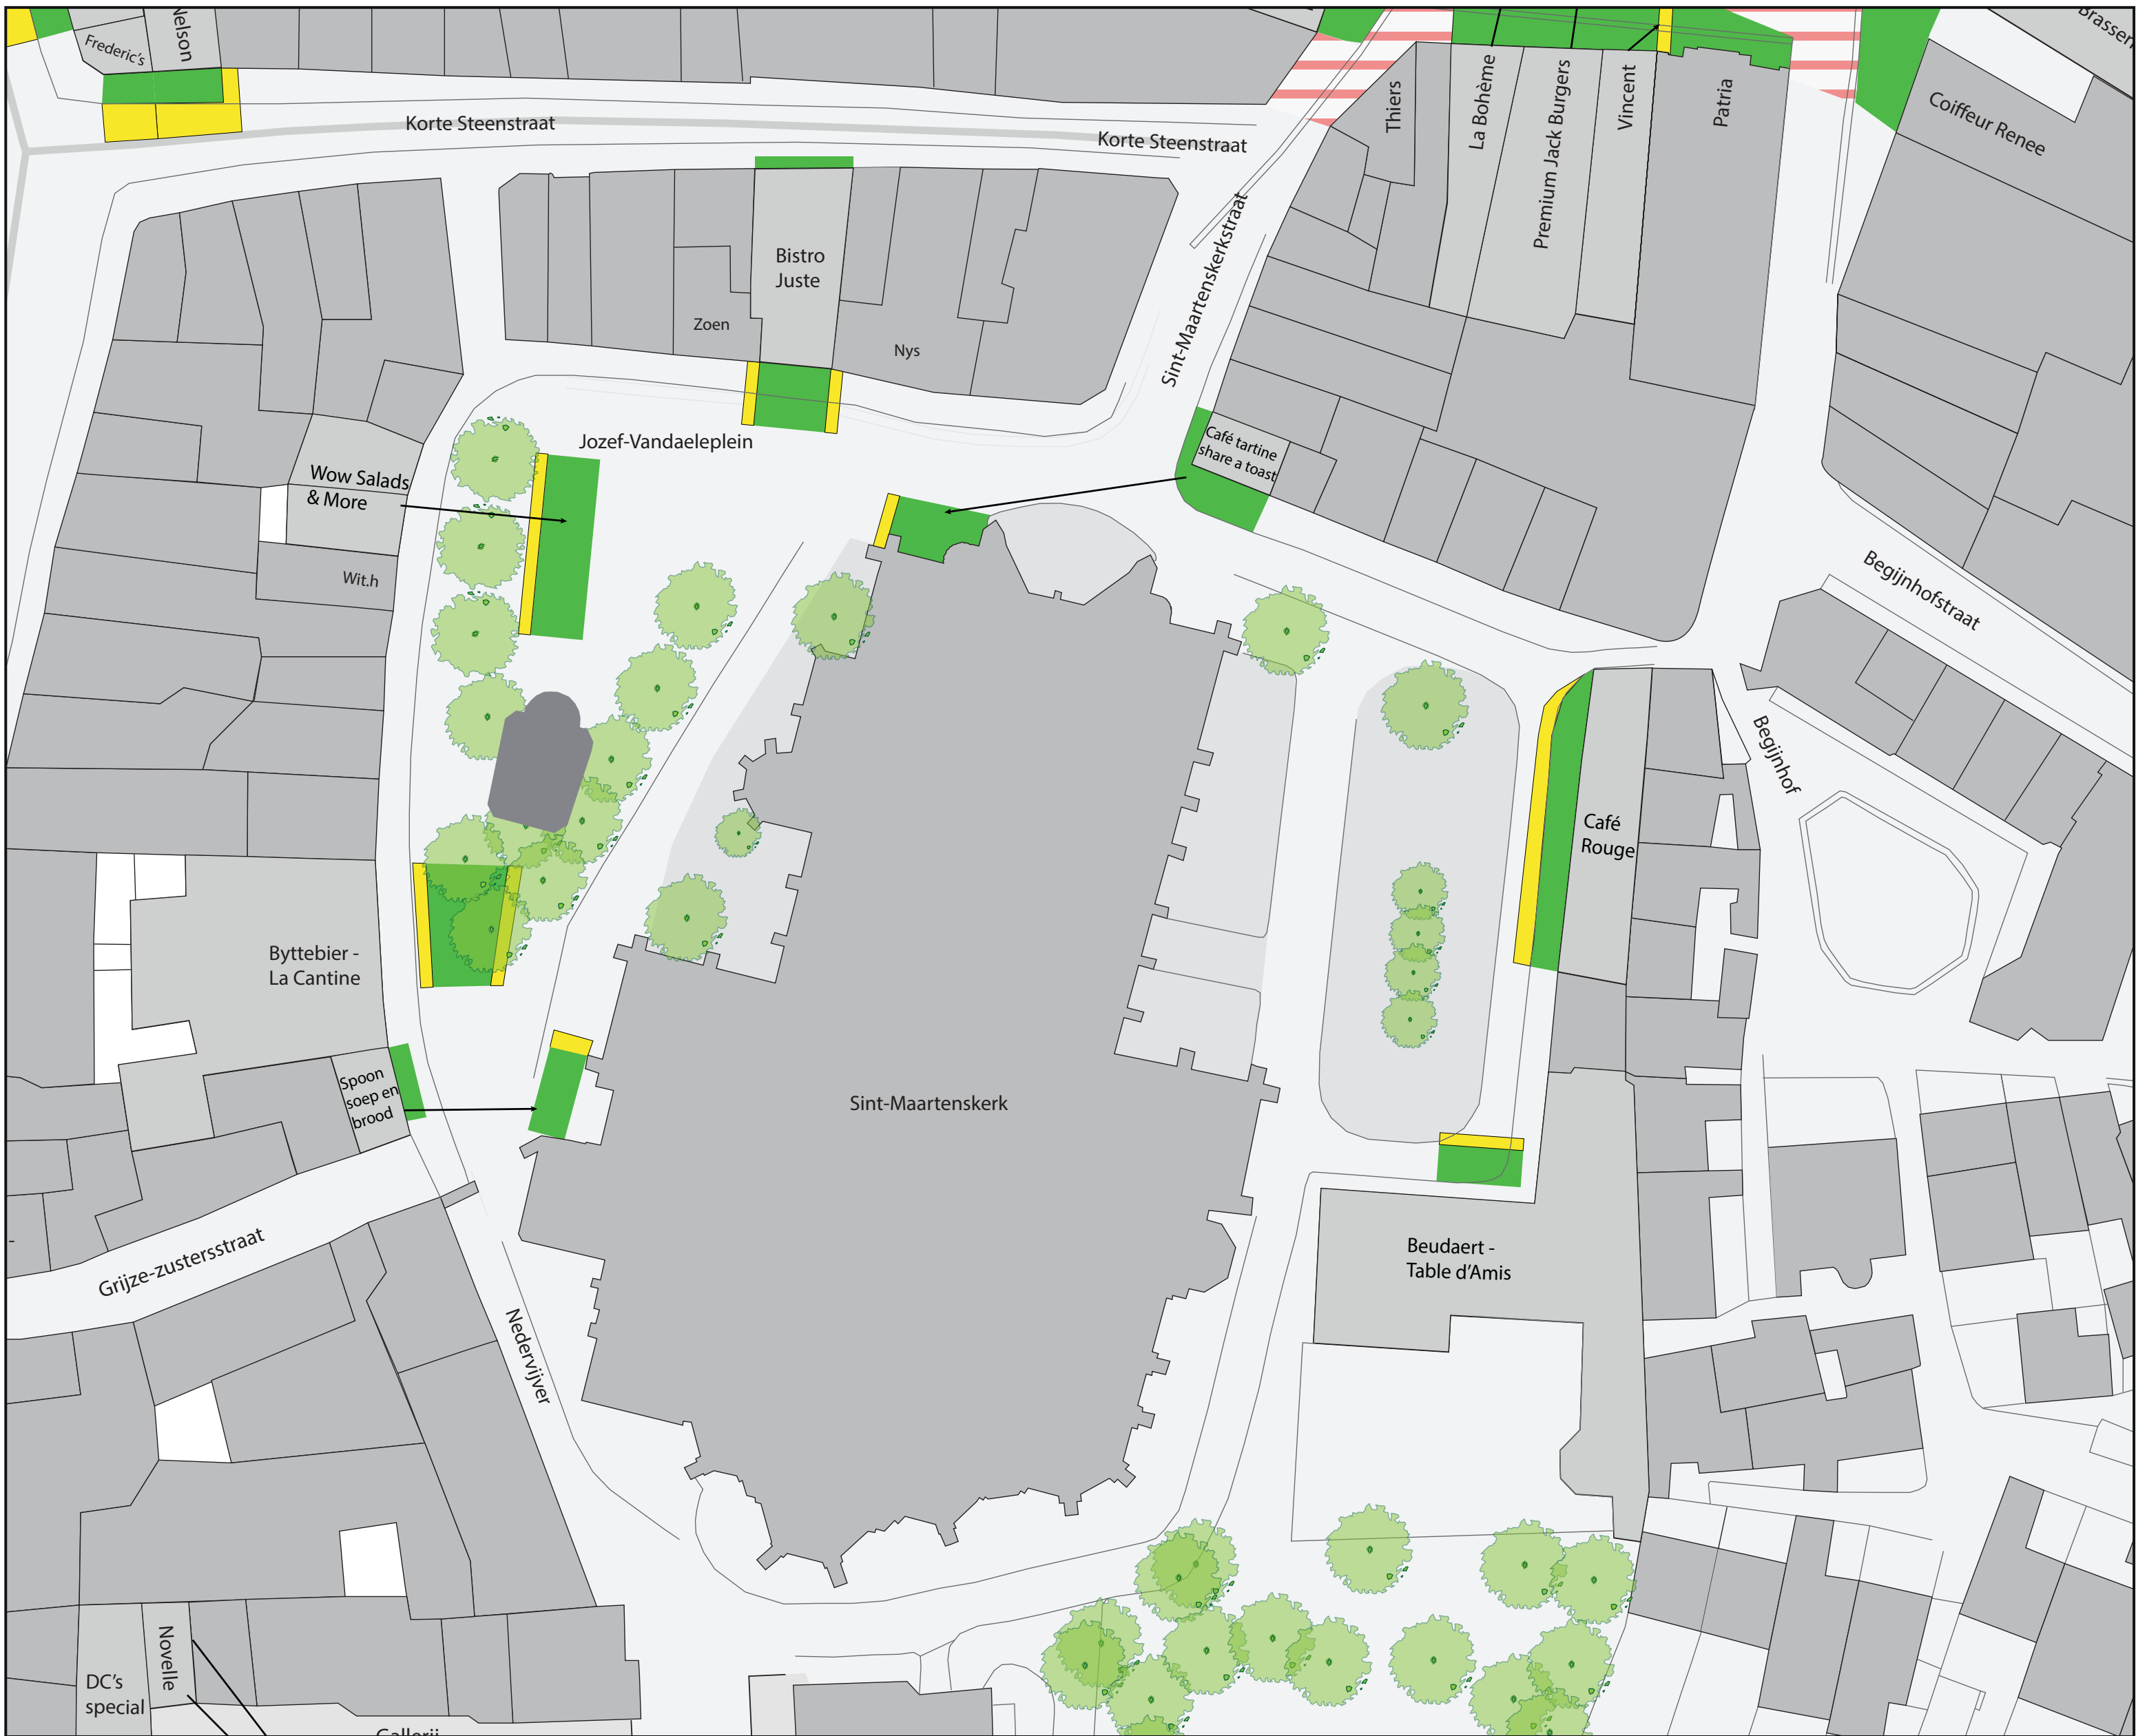 Nelson
Frederic's
Korte Steenstraat
Korte Steenstraat
Sint-Maartenskerkstraat
Thiers
La Bohème
Premium Jack Burgers
Vincent
Patria
Coiffeur Renee
Bistro
Juste
Zoen
Nys
Jozef-Vandaeleplein
Café tartine
share a toast
Wow Salads
& More
Wit.h
Begijnhofstraat
Begijnhof
Café
Rouge
Byttebier -
La Cantine
Spoon
soep en
brood
Sint-Maartenskerk
Grijze-zustersstraat
Nedervijver
Beudaert -
Table d'Amis
Novelle
DC's
special